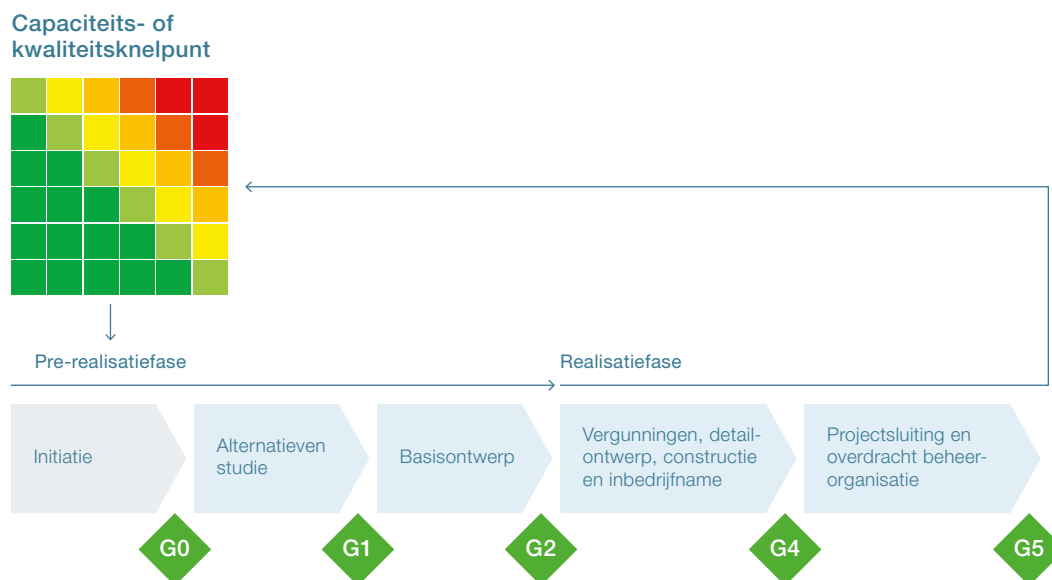 Capaciteits- of
kwaliteitsknelpunt
Pre-realisatiefase
Realisatiefase
Initiatie
Alternatieven
studie
Basisontwerp
Vergunningen, detail-
ontwerp, constructie
en inbedrijfname
Projectsluiting en
overdracht beheer-
organisatie
G0
G1
G2
G4
G5